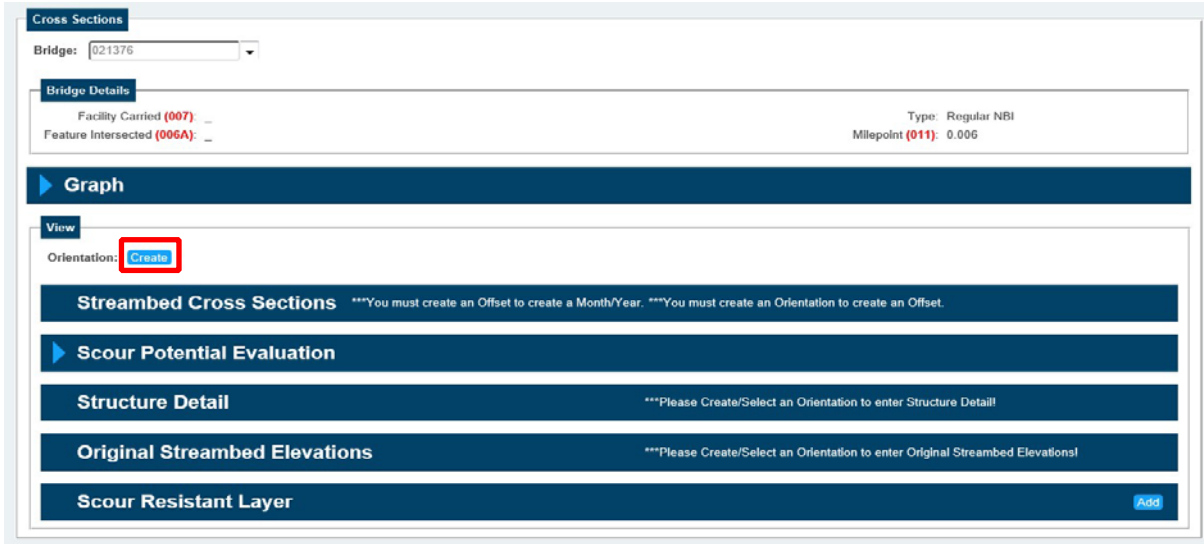 Cross Sections
Bridge: 021376
Bridge Details
Facility Carried (007): _ Type: Regular NBI
Feature Intersected (006A): _ Milepoint (011): 0.006
Graph
View
Orientation: Create
Streambed Cross Sections ***You must create an Offset to create a Month/Year. ***You must create an Orientation to create an Offset.
Scour Potential Evaluation
Structure Detail ***Please Create/Select an Orientation to enter Structure Detail!
Original Streambed Elevations ***Please Create/Select an Orientation to enter Original Streambed Elevations!
Scour Resistant Layer Add